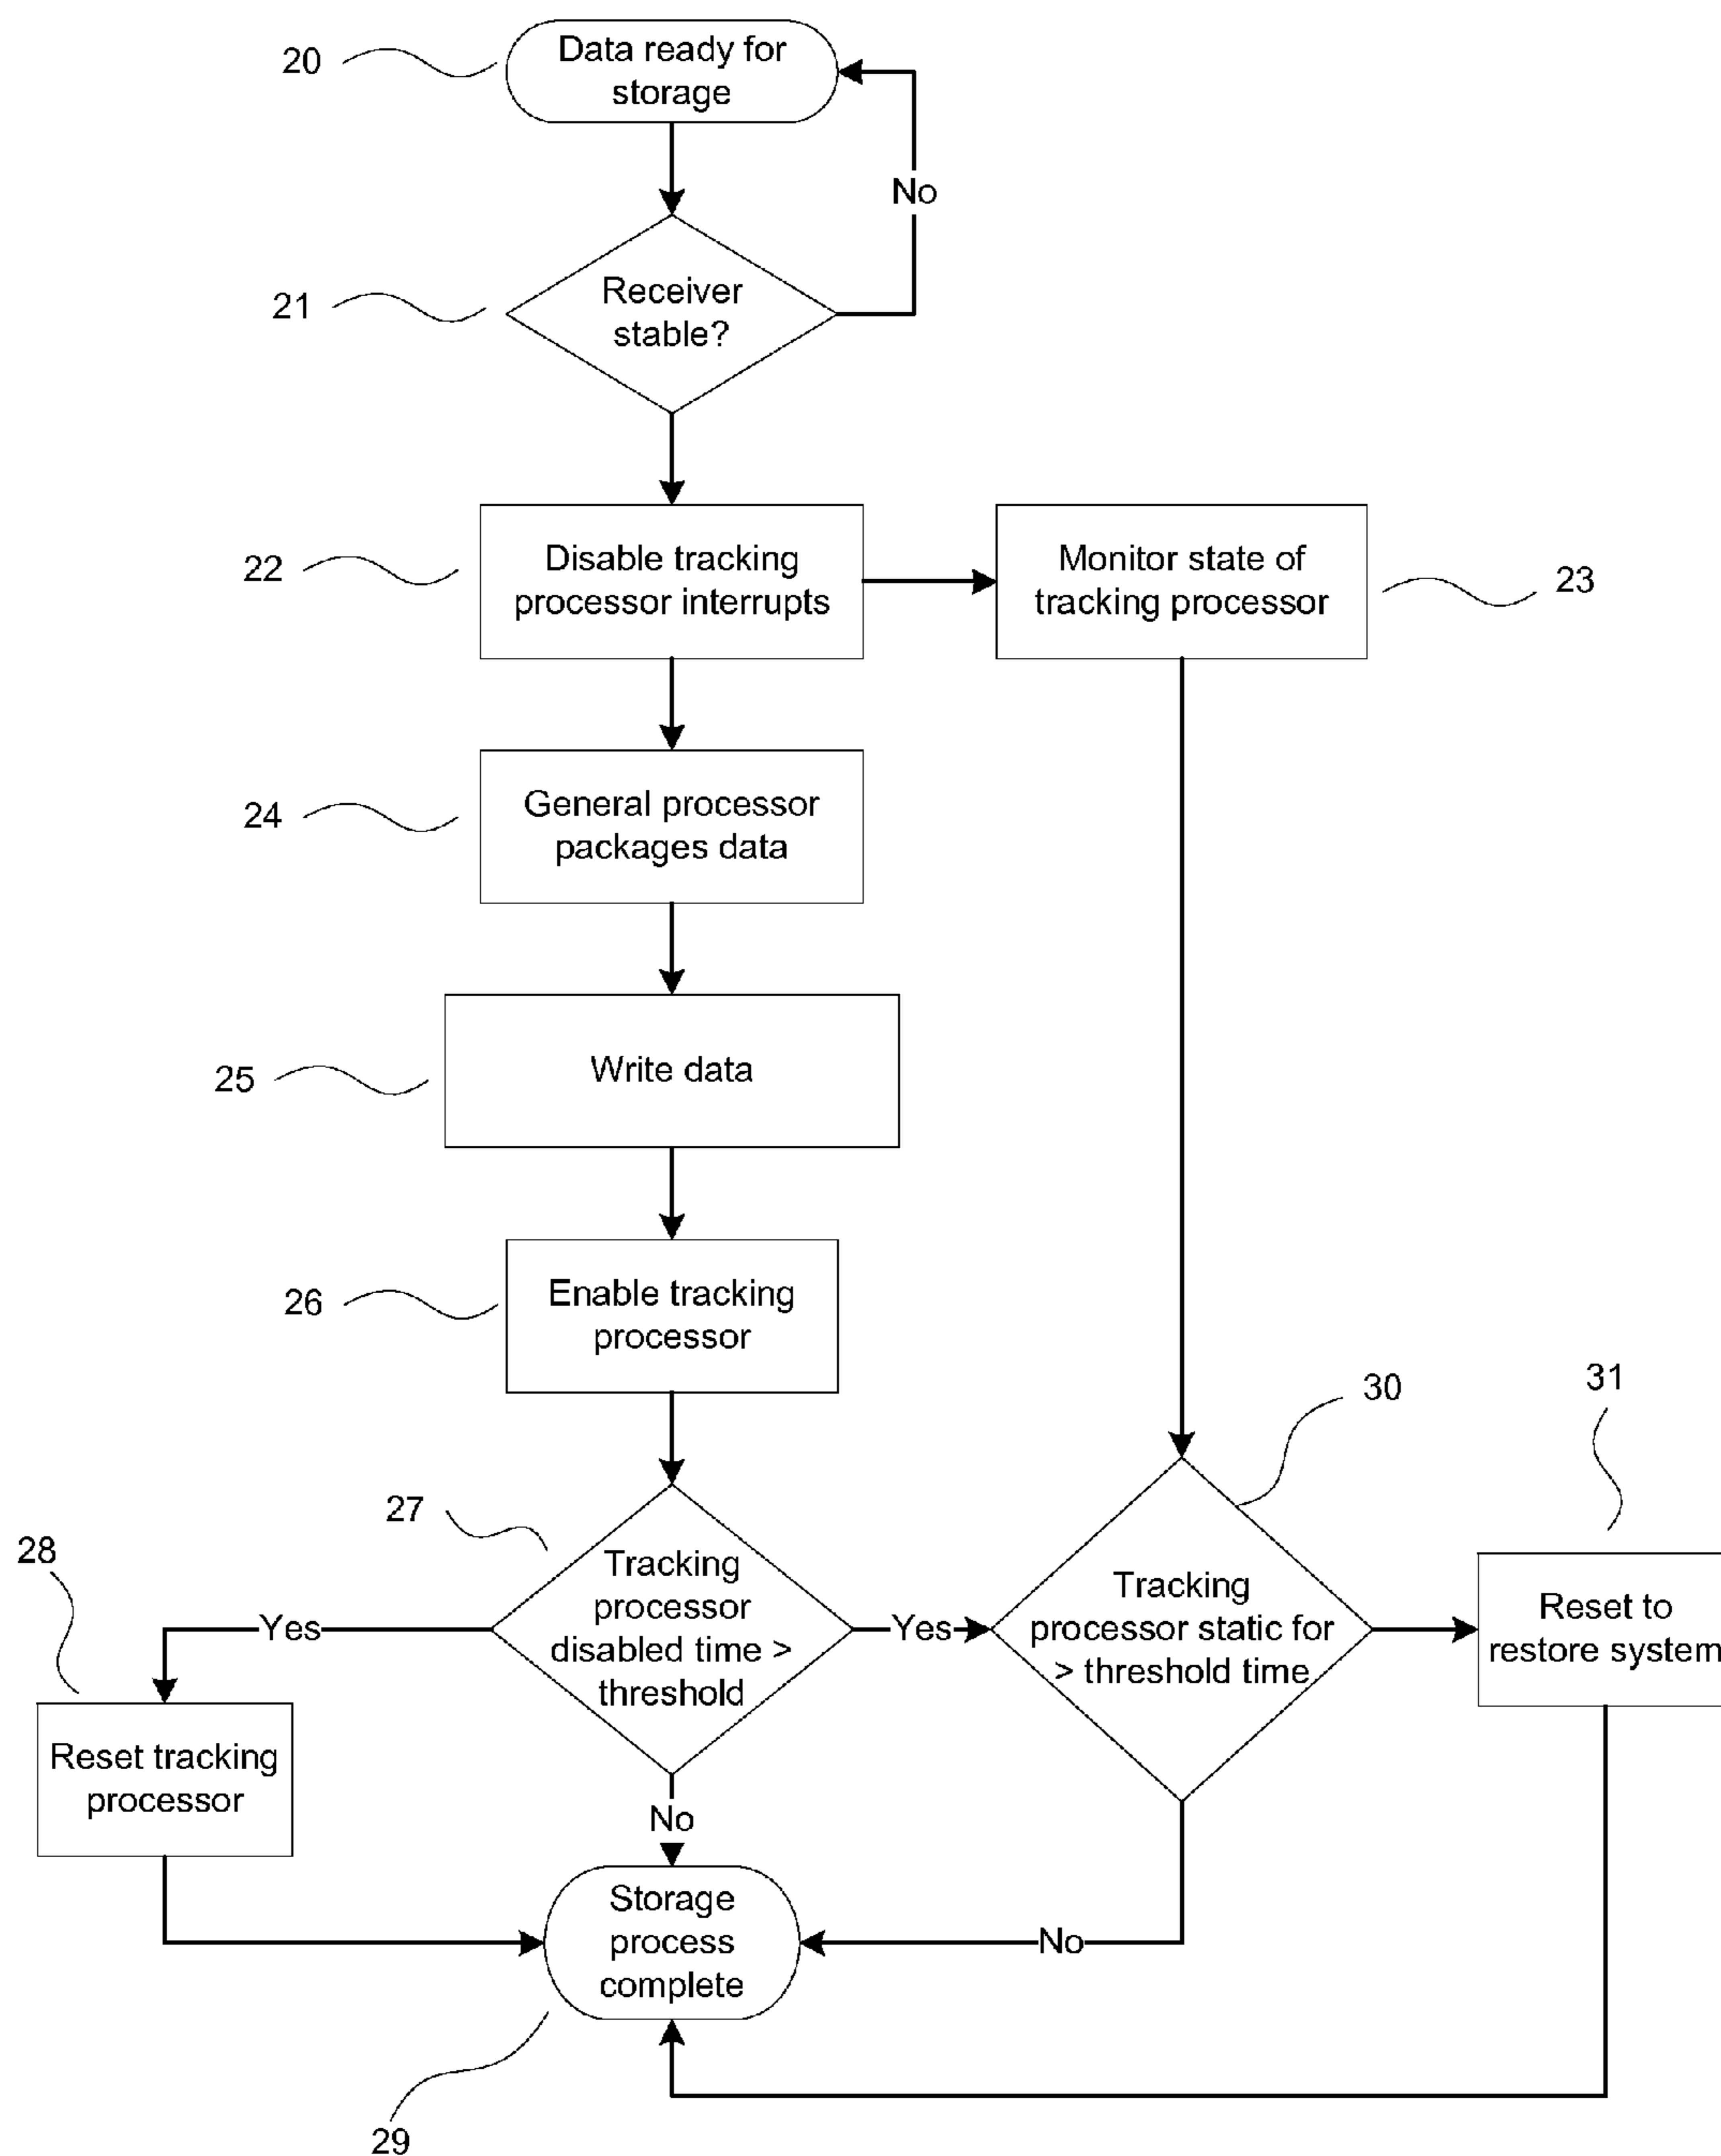 20
Data ready for
storage
No
21
Receiver
stable?
22
Disable tracking
processor interrupts
Monitor state of
tracking processor
23
24
General processor
packages data
25
Write data
26
Enable tracking
processor
27
Tracking
processor
disabled time >
threshold
Yes
Yes
No
28
Reset tracking
processor
30
Tracking
processor static for
> threshold time
31
Reset to
restore system
No
Storage
process
complete
29